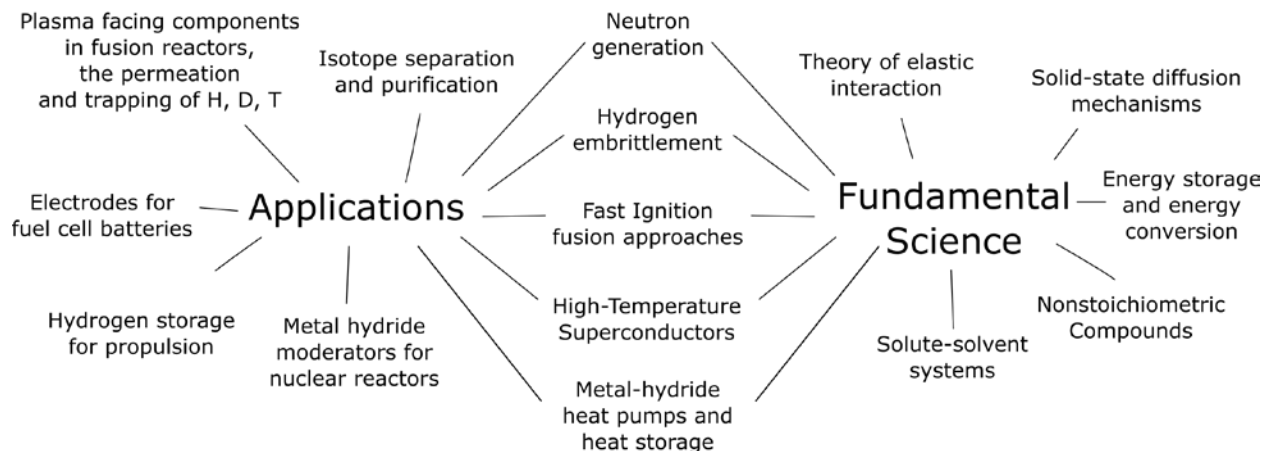 Plasma facing components
in fusion reactors,
the permeation
and trapping of H, D, T
Isotope separation
and purification
Neutron
generation
Theory of elastic
interaction
Solid-state diffusion
mechanisms
Hydrogen
embrittlement
Electrodes for
fuel cell batteries
Applications
Fast Ignition
fusion approaches
Fundamental
Science
Energy storage
and energy
conversion
Hydrogen storage
for propulsion
Metal hydride
moderators for
nuclear reactors
High-Temperature
Superconductors
Solute-solvent
systems
Nonstoichiometric
Compounds
Metal-hydride
heat pumps and
heat storage